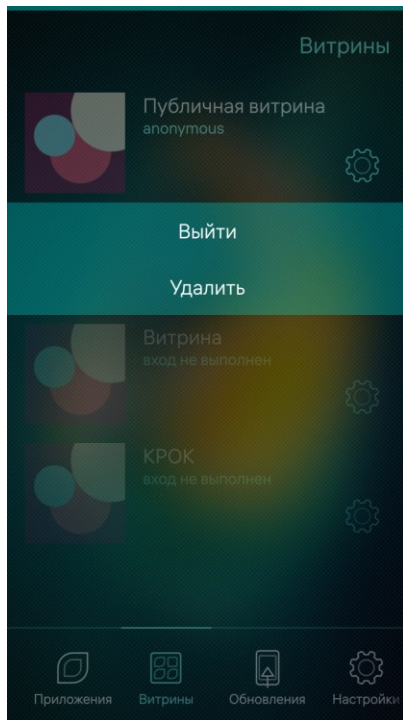 Витрины
Публичная витрина
anonymous
Выйти
Удалить
Витрина
вход не выполнен
КРОК
вход не выполнен
Приложения
Витрины
Обновления
Настройки